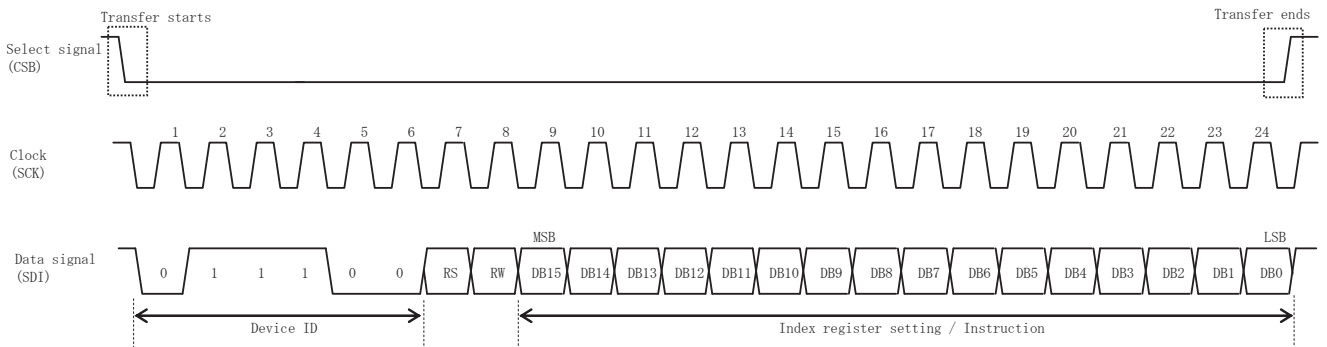 Transfer starts
Transfer ends
Select signal
(CSB)
1 2 3 4 5 6 7 8 9 10 11 12 13 14 15 16 17 18 19 20 21 22 23 24
Clock
(SCK)
MSB LSB
Data signal
(SDI)
0 1 1 1 0 0 RS RW DB15 DB14 DB13 DB12 DB11 DB10 DB9 DB8 DB7 DB6 DB5 DB4 DB3 DB2 DB1 DB0
Device ID
Index register setting / Instruction